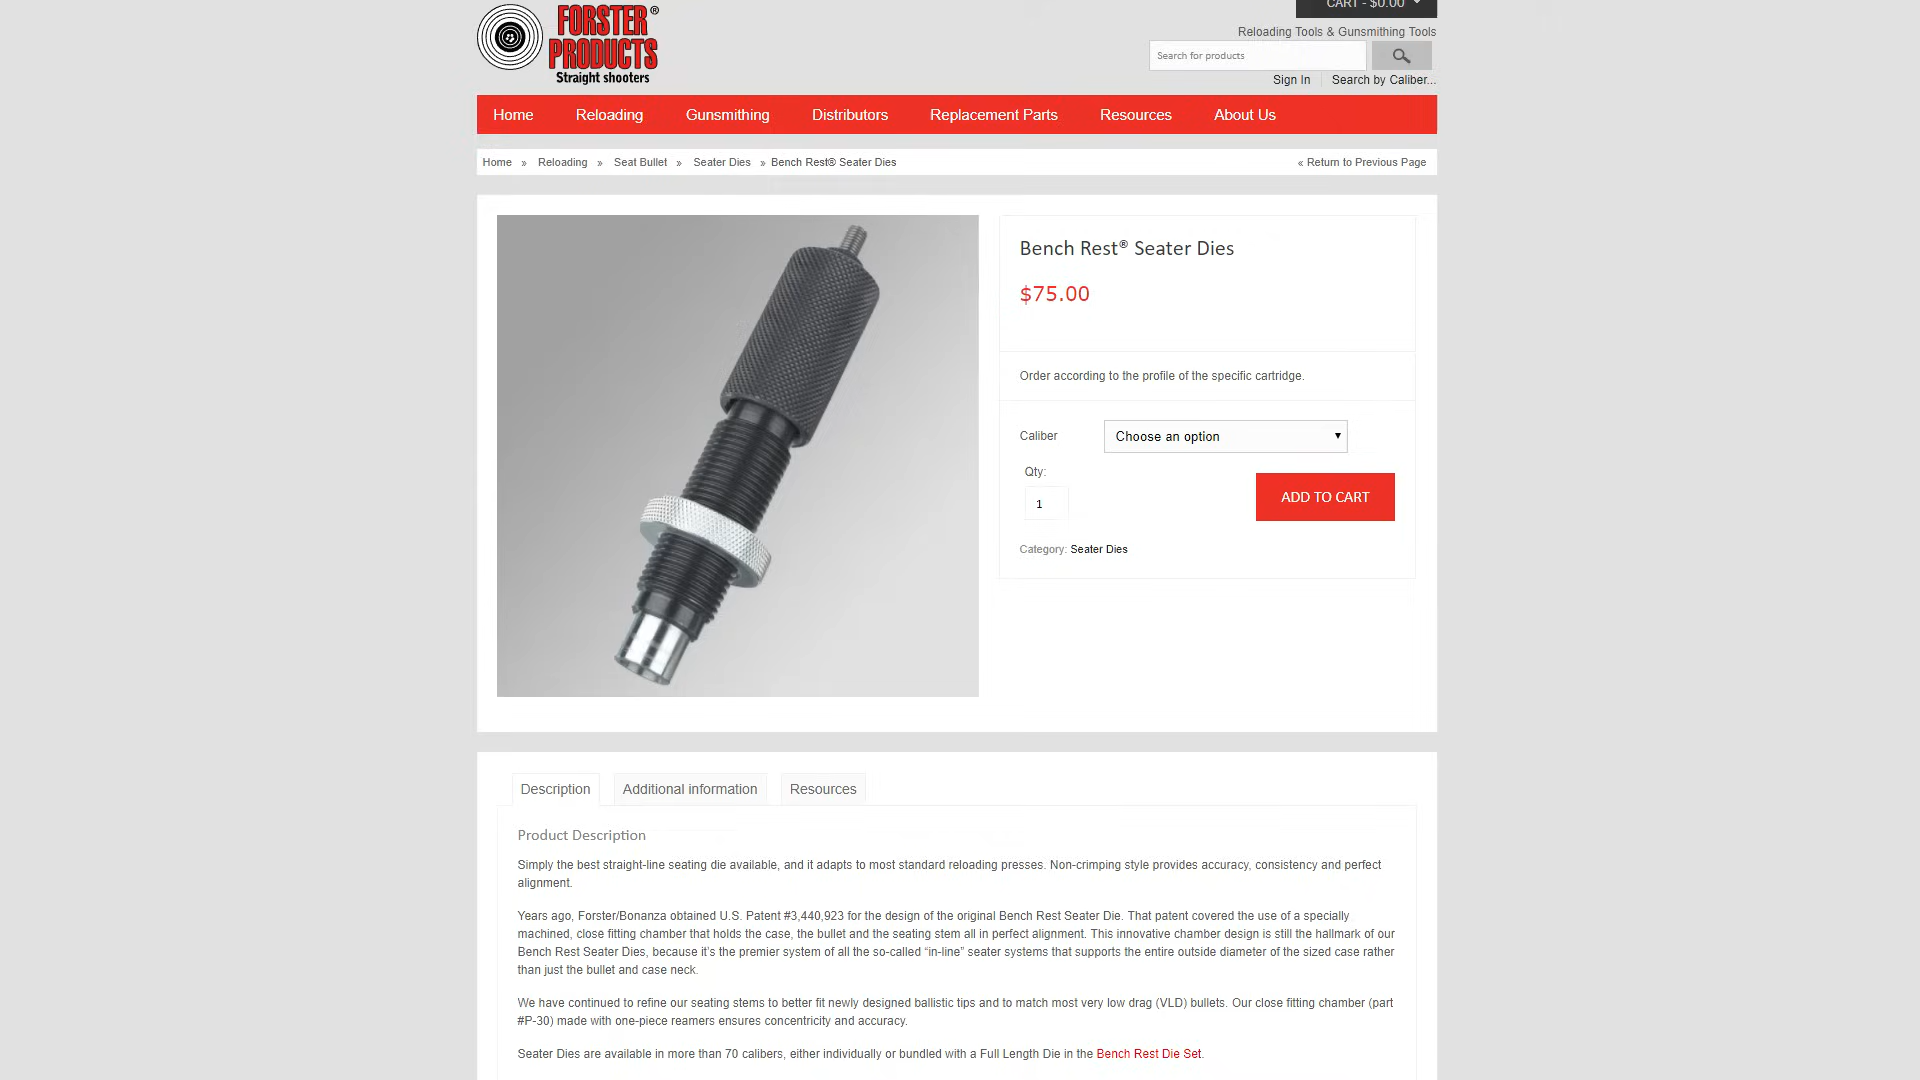 CART - $0.00
FORSTER®
PRODUCTS
Straight shooters
Reloading Tools & Gunsmithing Tools
Search for products
Sign In
Search by Caliber...
Home
Reloading
Gunsmithing
Distributors
Replacement Parts
Resources
About Us
Home » Reloading » Seat Bullet » Seater Dies » Bench Rest® Seater Dies
« Return to Previous Page
Bench Rest® Seater Dies
$75.00
Order according to the profile of the specific cartridge.
Caliber
Choose an option
Qty:
1
ADD TO CART
Category: Seater Dies
Description
Additional information
Resources
Product Description
Simply the best straight-line seating die available, and it adapts to most standard reloading presses. Non-crimping style provides accuracy, consistency and perfect
alignment.
Years ago, Forster/Bonanza obtained U.S. Patent #3,440,923 for the design of the original Bench Rest Seater Die. That patent covered the use of a specially
machined, close fitting chamber that holds the case, the bullet and the seating stem all in perfect alignment. This innovative chamber design is still the hallmark of our
Bench Rest Seater Dies, because it’s the premier system of all the so-called “in-line” seater systems that supports the entire outside diameter of the sized case rather
than just the bullet and case neck.
We have continued to refine our seating stems to better fit newly designed ballistic tips and to match most very low drag (VLD) bullets. Our close fitting chamber (part
#P-30) made with one-piece reamers ensures concentricity and accuracy.
Seater Dies are available in more than 70 calibers, either individually or bundled with a Full Length Die in the Bench Rest Die Set.